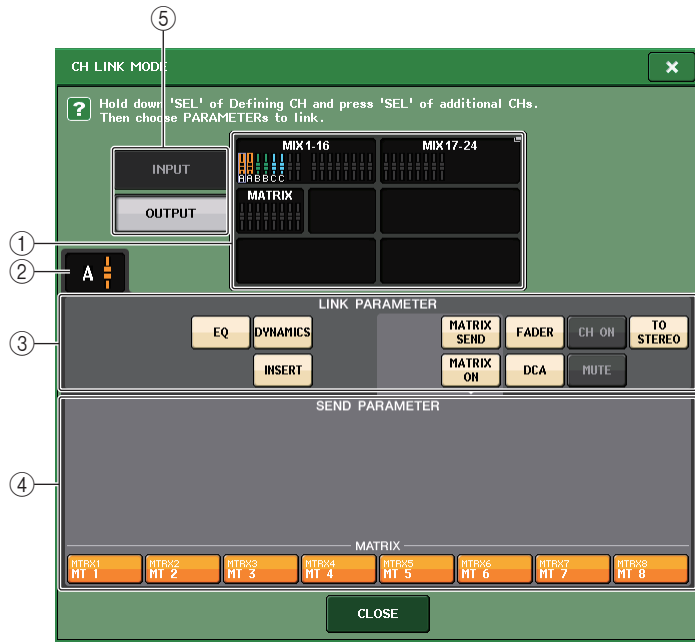 5
CH LINK MODE
?
Hold down 'SEL' of Defining CH and press 'SEL' of additional CHs.
Then choose PARAMETERs to link.
INPUT
OUTPUT
MIX1-16
MIX17-24
AABBCC
MATRIX
1
2
A
LINK PARAMETER
3
EQ
DYNAMICS
INSERT
MATRIX
SEND
FADER
CH ON
TO
STEREO
MATRIX
ON
DCA
MUTE
SEND PARAMETER
4
MATRIX
MTRX1
MT 1
MTRX2
MT 2
MTRX3
MT 3
MTRX4
MT 4
MTRX5
MT 5
MTRX6
MT 6
MTRX7
MT 7
MTRX8
MT 8
CLOSE